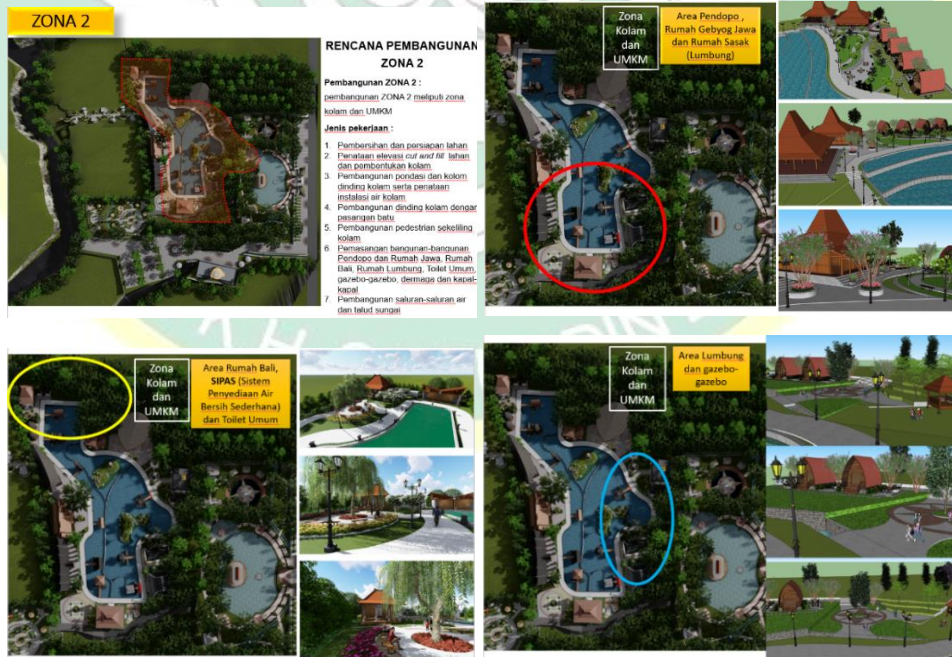 ZONA 2
RENCANA PEMBANGUNAN
ZONA 2
Pembangunan ZONA 2 :
pembangunan ZONA 2 meliputi zona
kolam dan UMKM
Jenis pekerjaan :
1. Pembersihan dan persiapan lahan
2. Penataan elevasi cut and fill lahan
dan pembentukan kolam
3. Pembangunan pondasi dan kolom
dinding kolam serta penataan
instalasi air kolam
4. Pembangunan dinding kolam dengan
pasangan batu
5. Pembangunan pedestrian sekeliling
kolam
6. Pemasangan bangunan-bangunan
Pendopo dan Rumah Jawa, Rumah
Bali, Rumah Lumbung, Toilet Umum,
gazebo-gazebo, dermaga dan kapal-
kapal
7. Pembangunan saluran-saluran air
dan talud sungai
Zona
Kolam
dan
UMKM
Area Pendopo ,
Rumah Gebyog Jawa
dan Rumah Sasak
(Lumbung)
Zona
Kolam
dan
UMKM
Area Rumah Bali,
SIPAS (Sistem
Penyediaan Air
Bersih Sederhana)
dan Toilet Umum
Zona
Kolam
dan
UMKM
Area Lumbung
dan gazebo-
gazebo